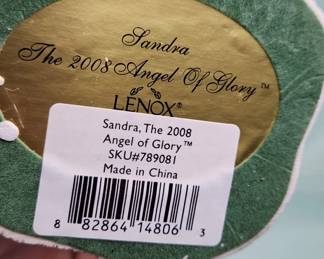 Sandra
The 2008 Angel Of Glory™
LENOX®
Sandra, The 2008
Angel of Glory™
SKU#789081
Made in China
8 82864 14806 3